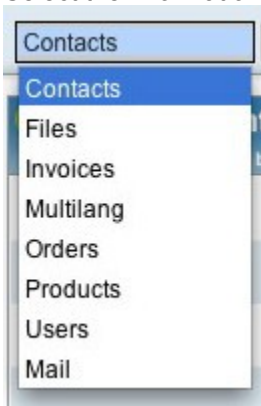 Contacts
Contacts
Files
Invoices
Multilang
Orders
Products
Users
Mail